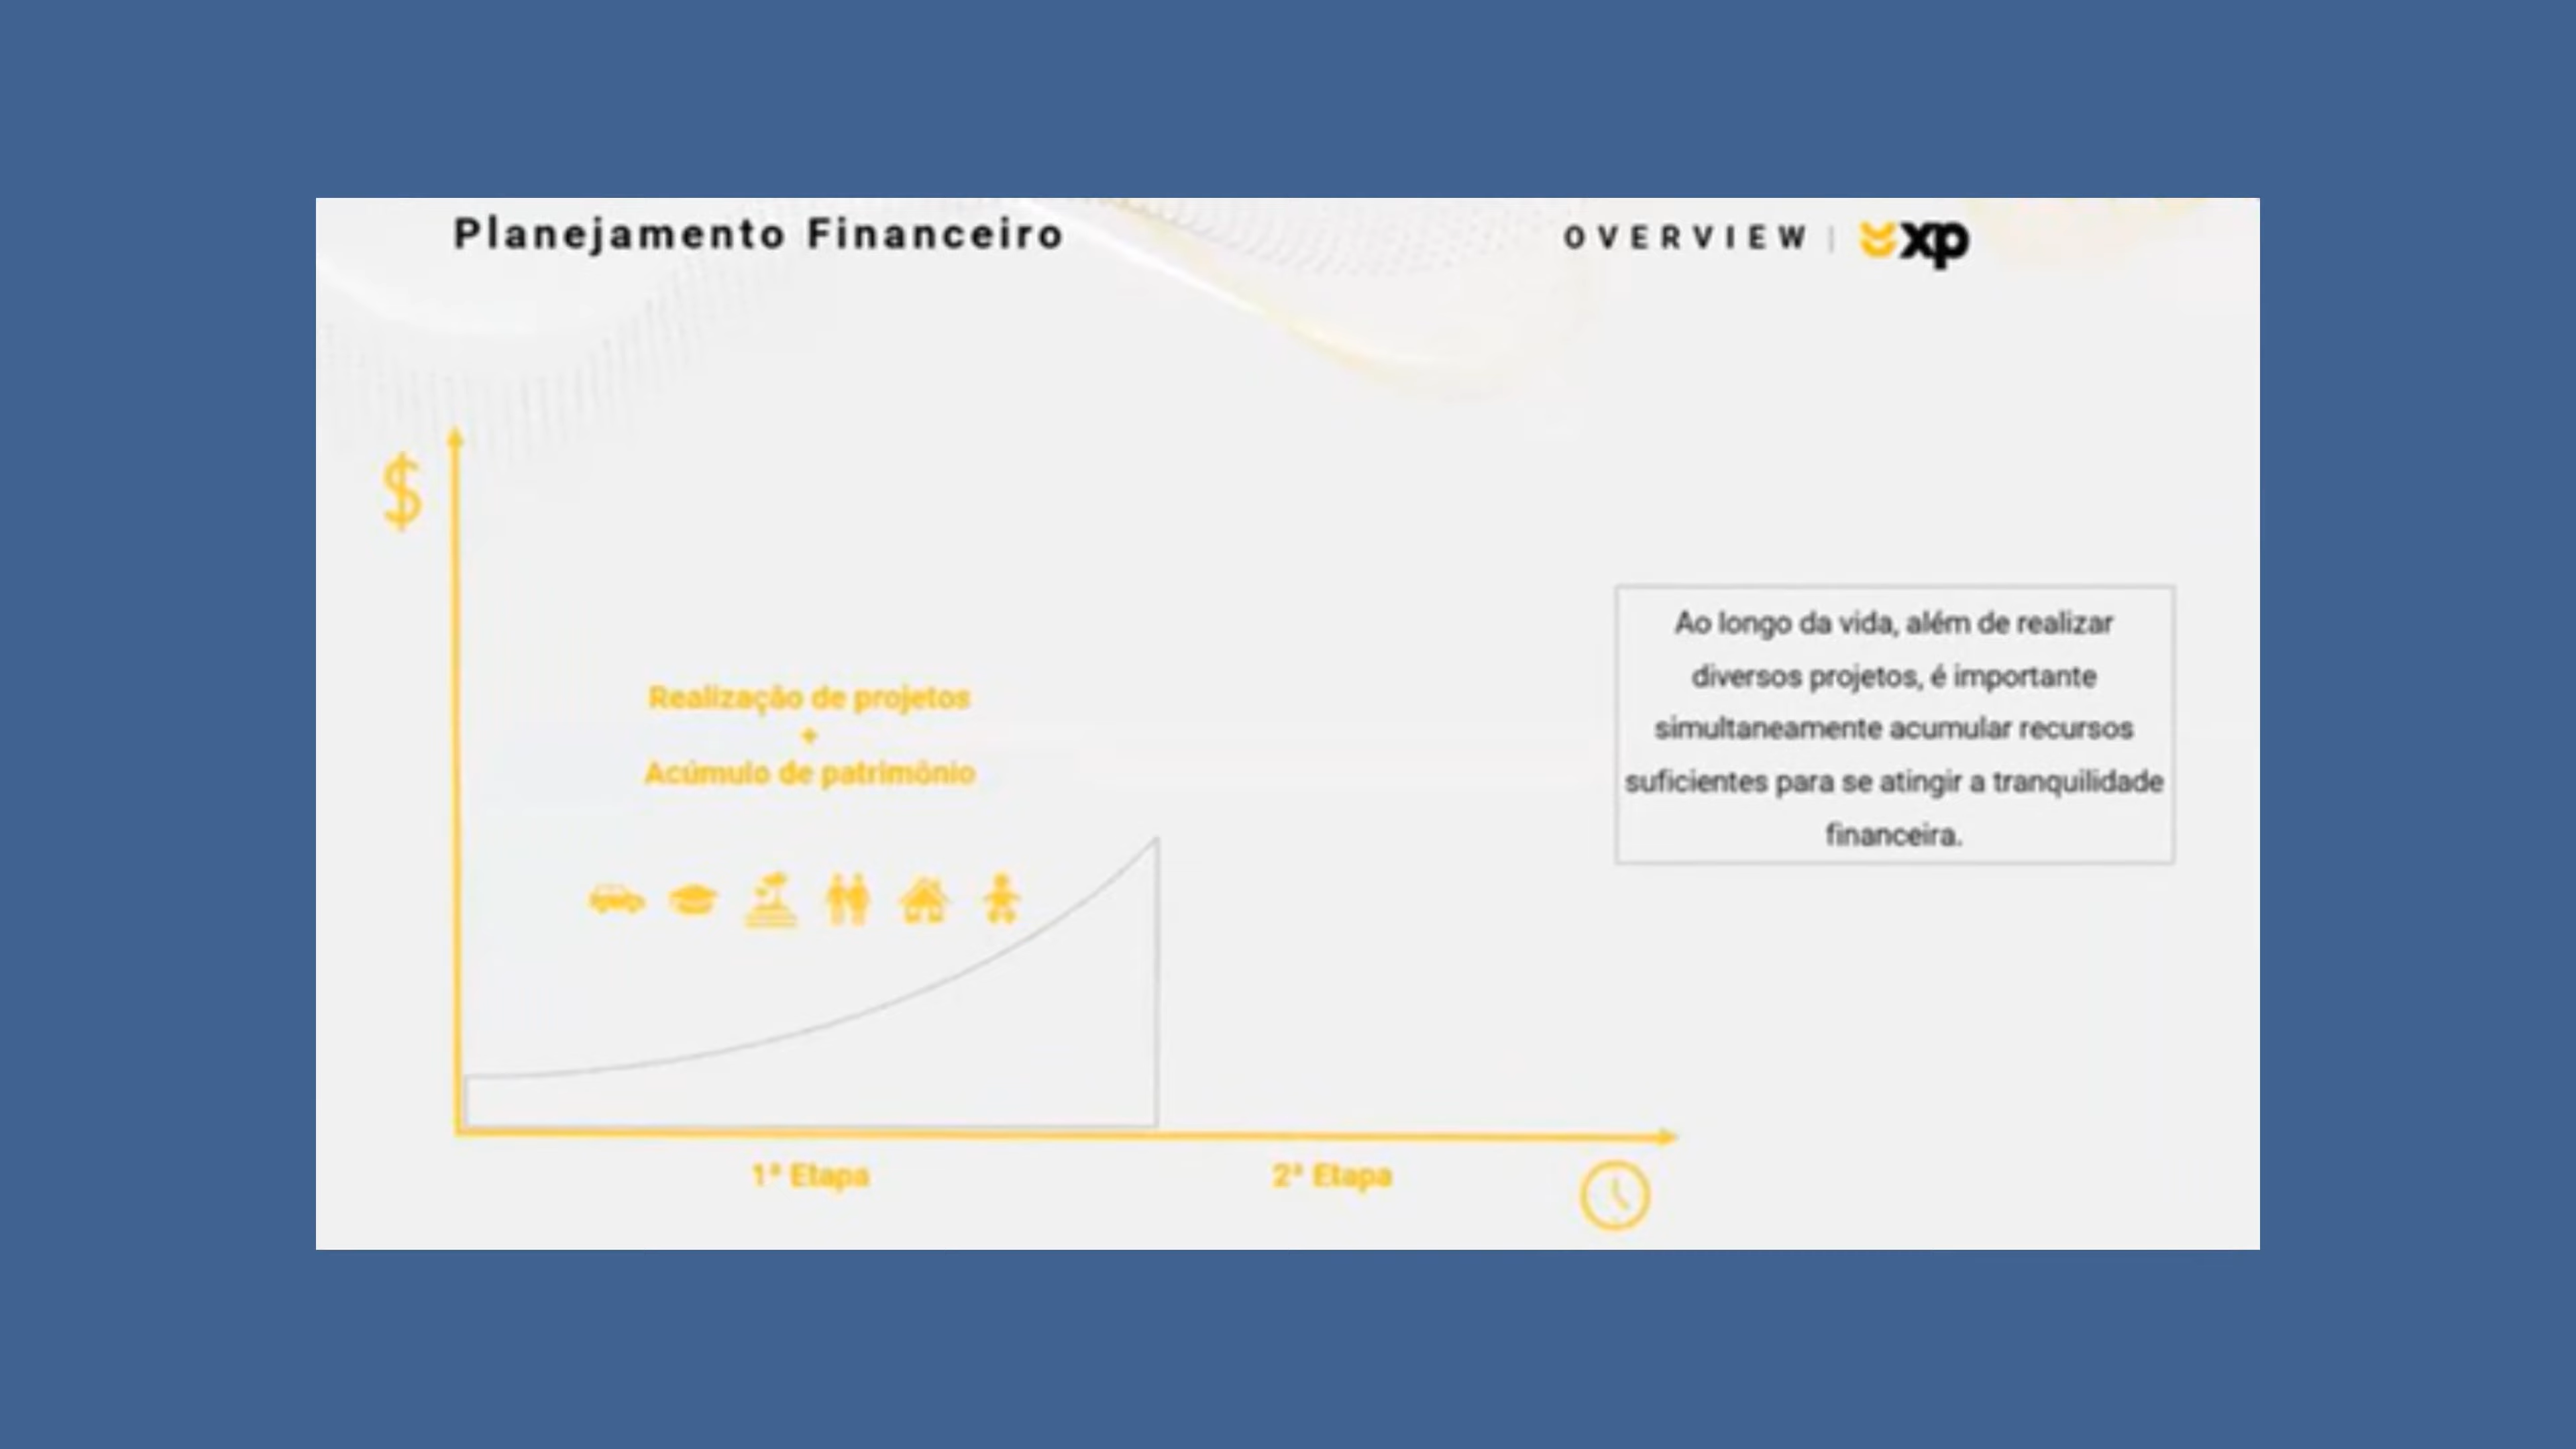 Planejamento Financeiro
OVERVIEW | xp
$
Realização de projetos
+
Acúmulo de patrimônio
Ao longo da vida, além de realizar
diversos projetos, é importante
simultaneamente acumular recursos
suficientes para se atingir a tranquilidade
financeira.
1ª Etapa
2ª Etapa